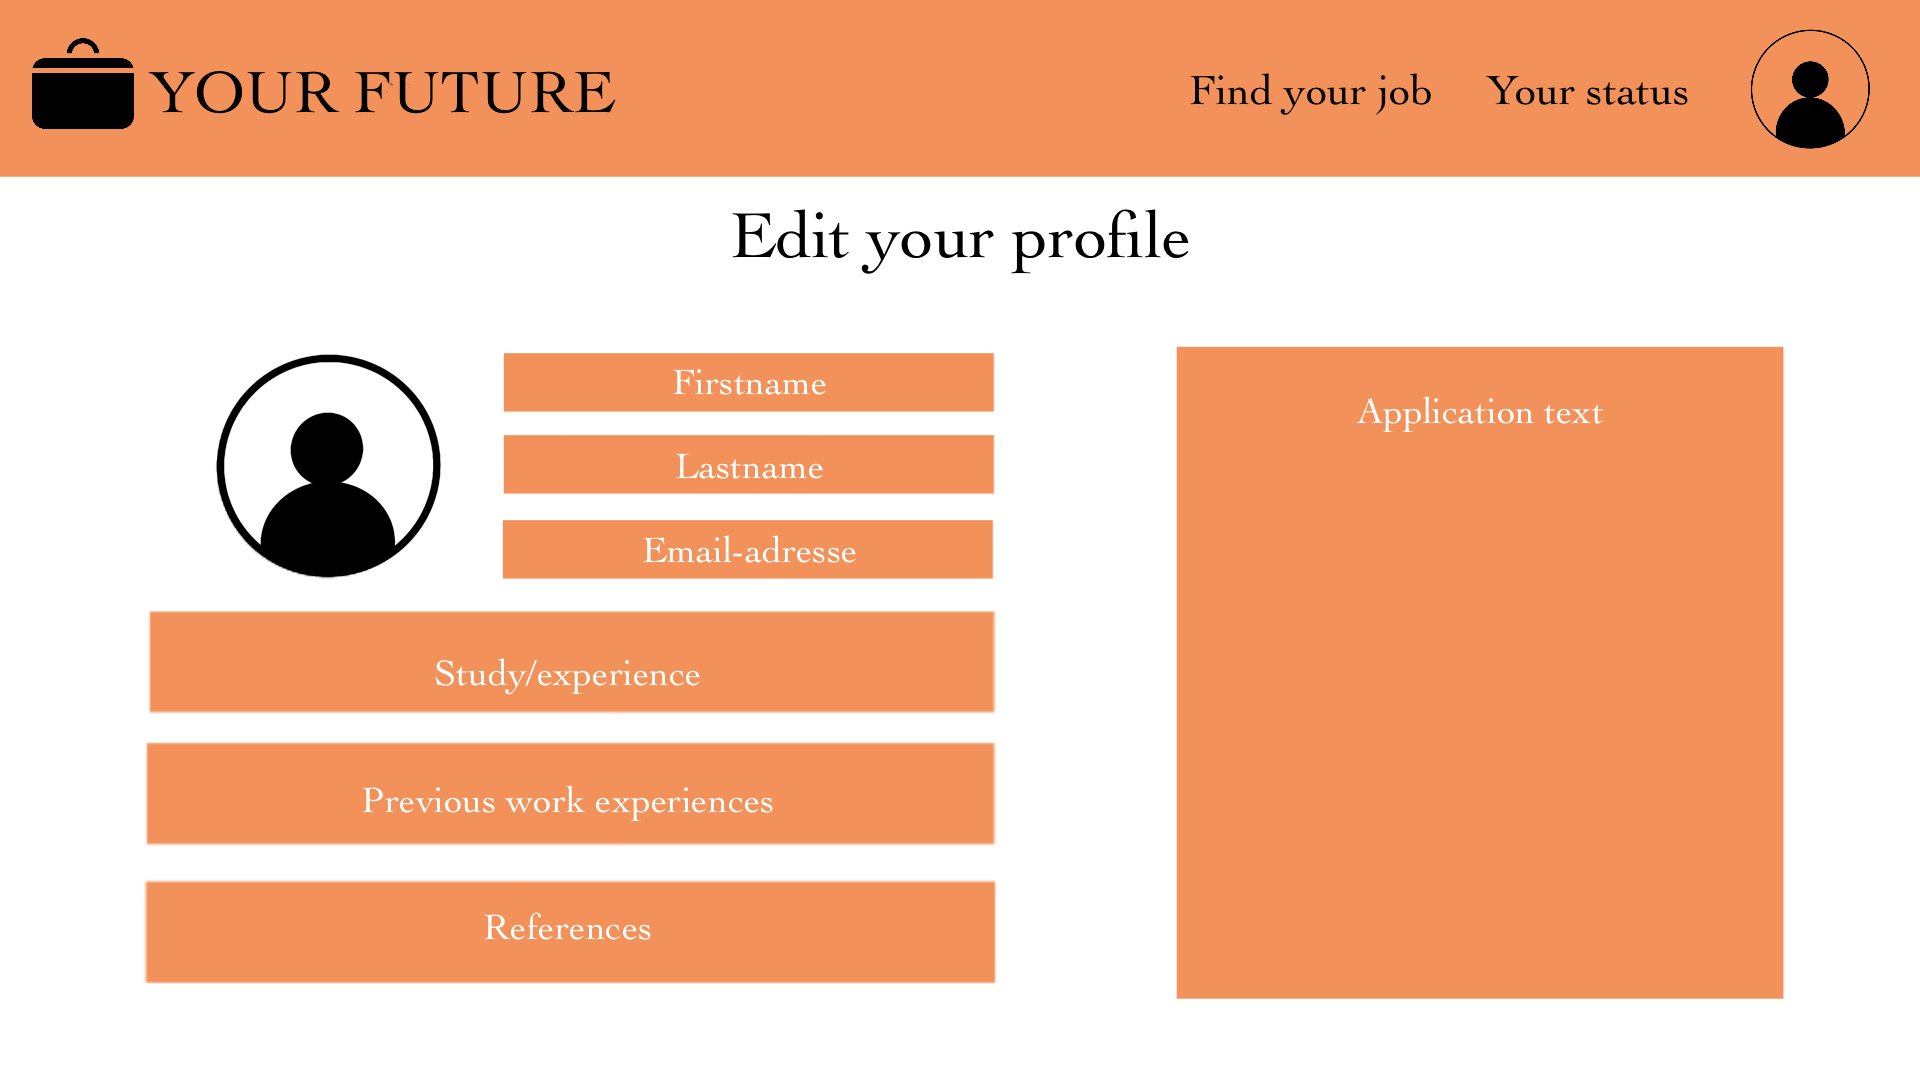 YOUR FUTURE
Find your job
Your status
Edit your profile
Firstname
Lastname
Email-adresse
Study/experience
Previous work experiences
References
Application text